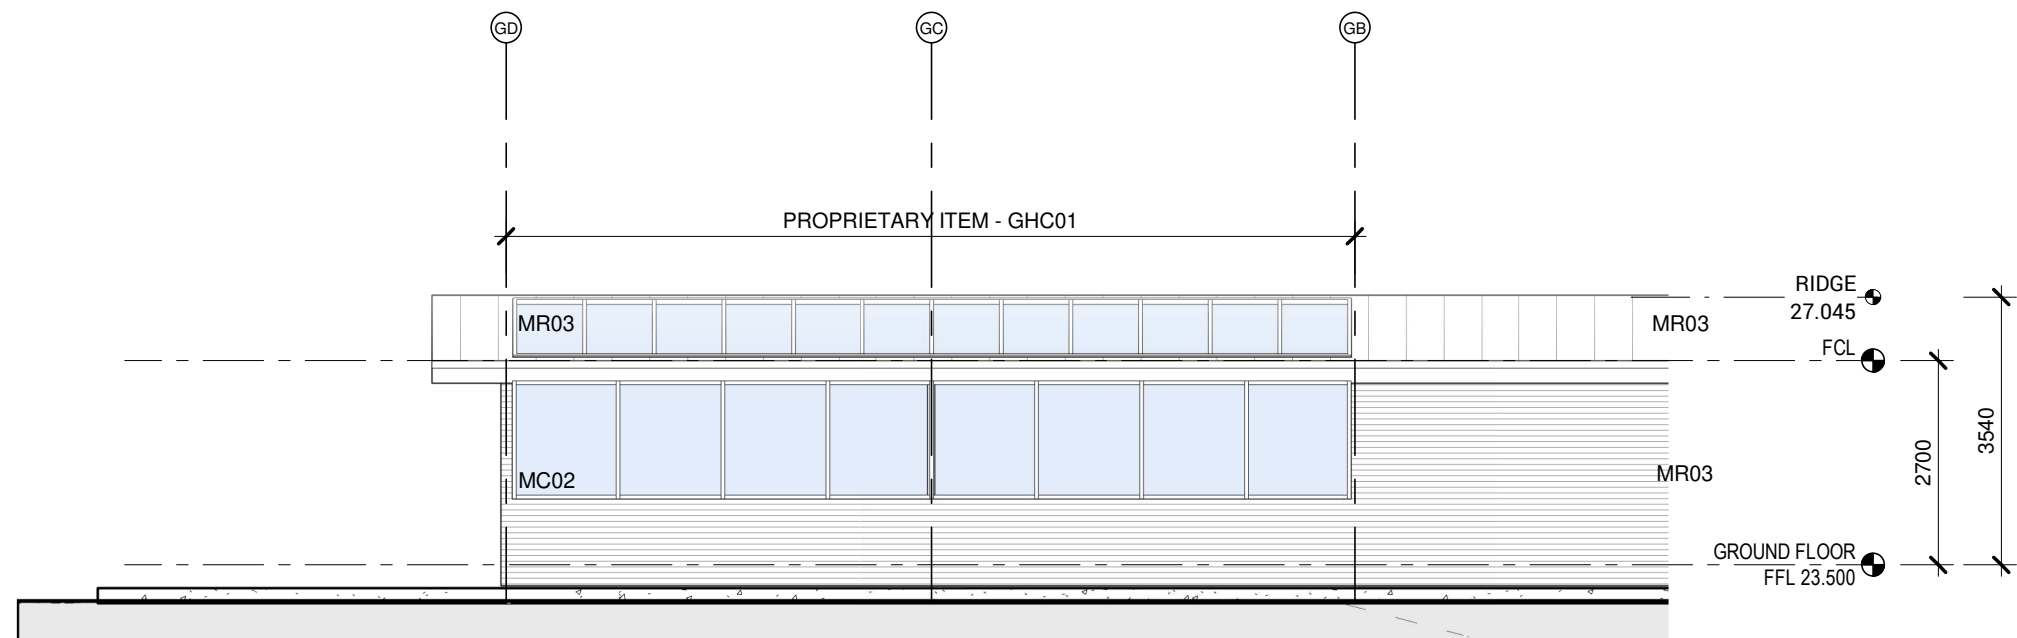 GD
GC
GB
PROPRIETARY ITEM - GHC01
RIDGE
27.045
MR03
MR03
FCL
3540
2700
MC02
MR03
GROUND FLOOR
FFL 23.500